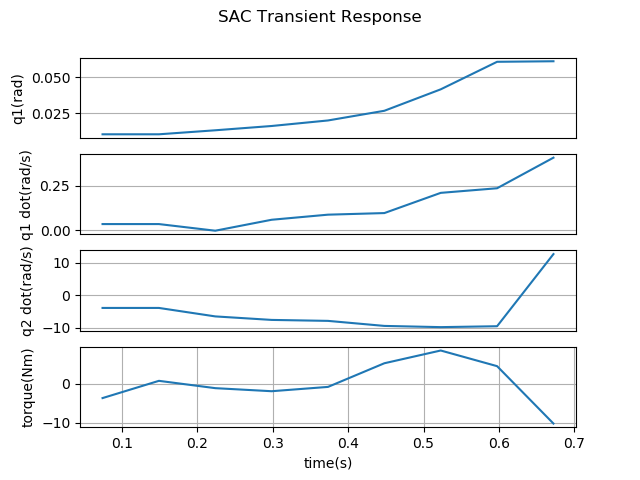 SAC Transient Response
q1(rad)
0.050
0.025
q1 dot(rad/s)
0.25
0.00
q2 dot(rad/s)
10
0
−10
torque(Nm)
0
−10
0.1 0.2 0.3 0.4 0.5 0.6 0.7
time(s)